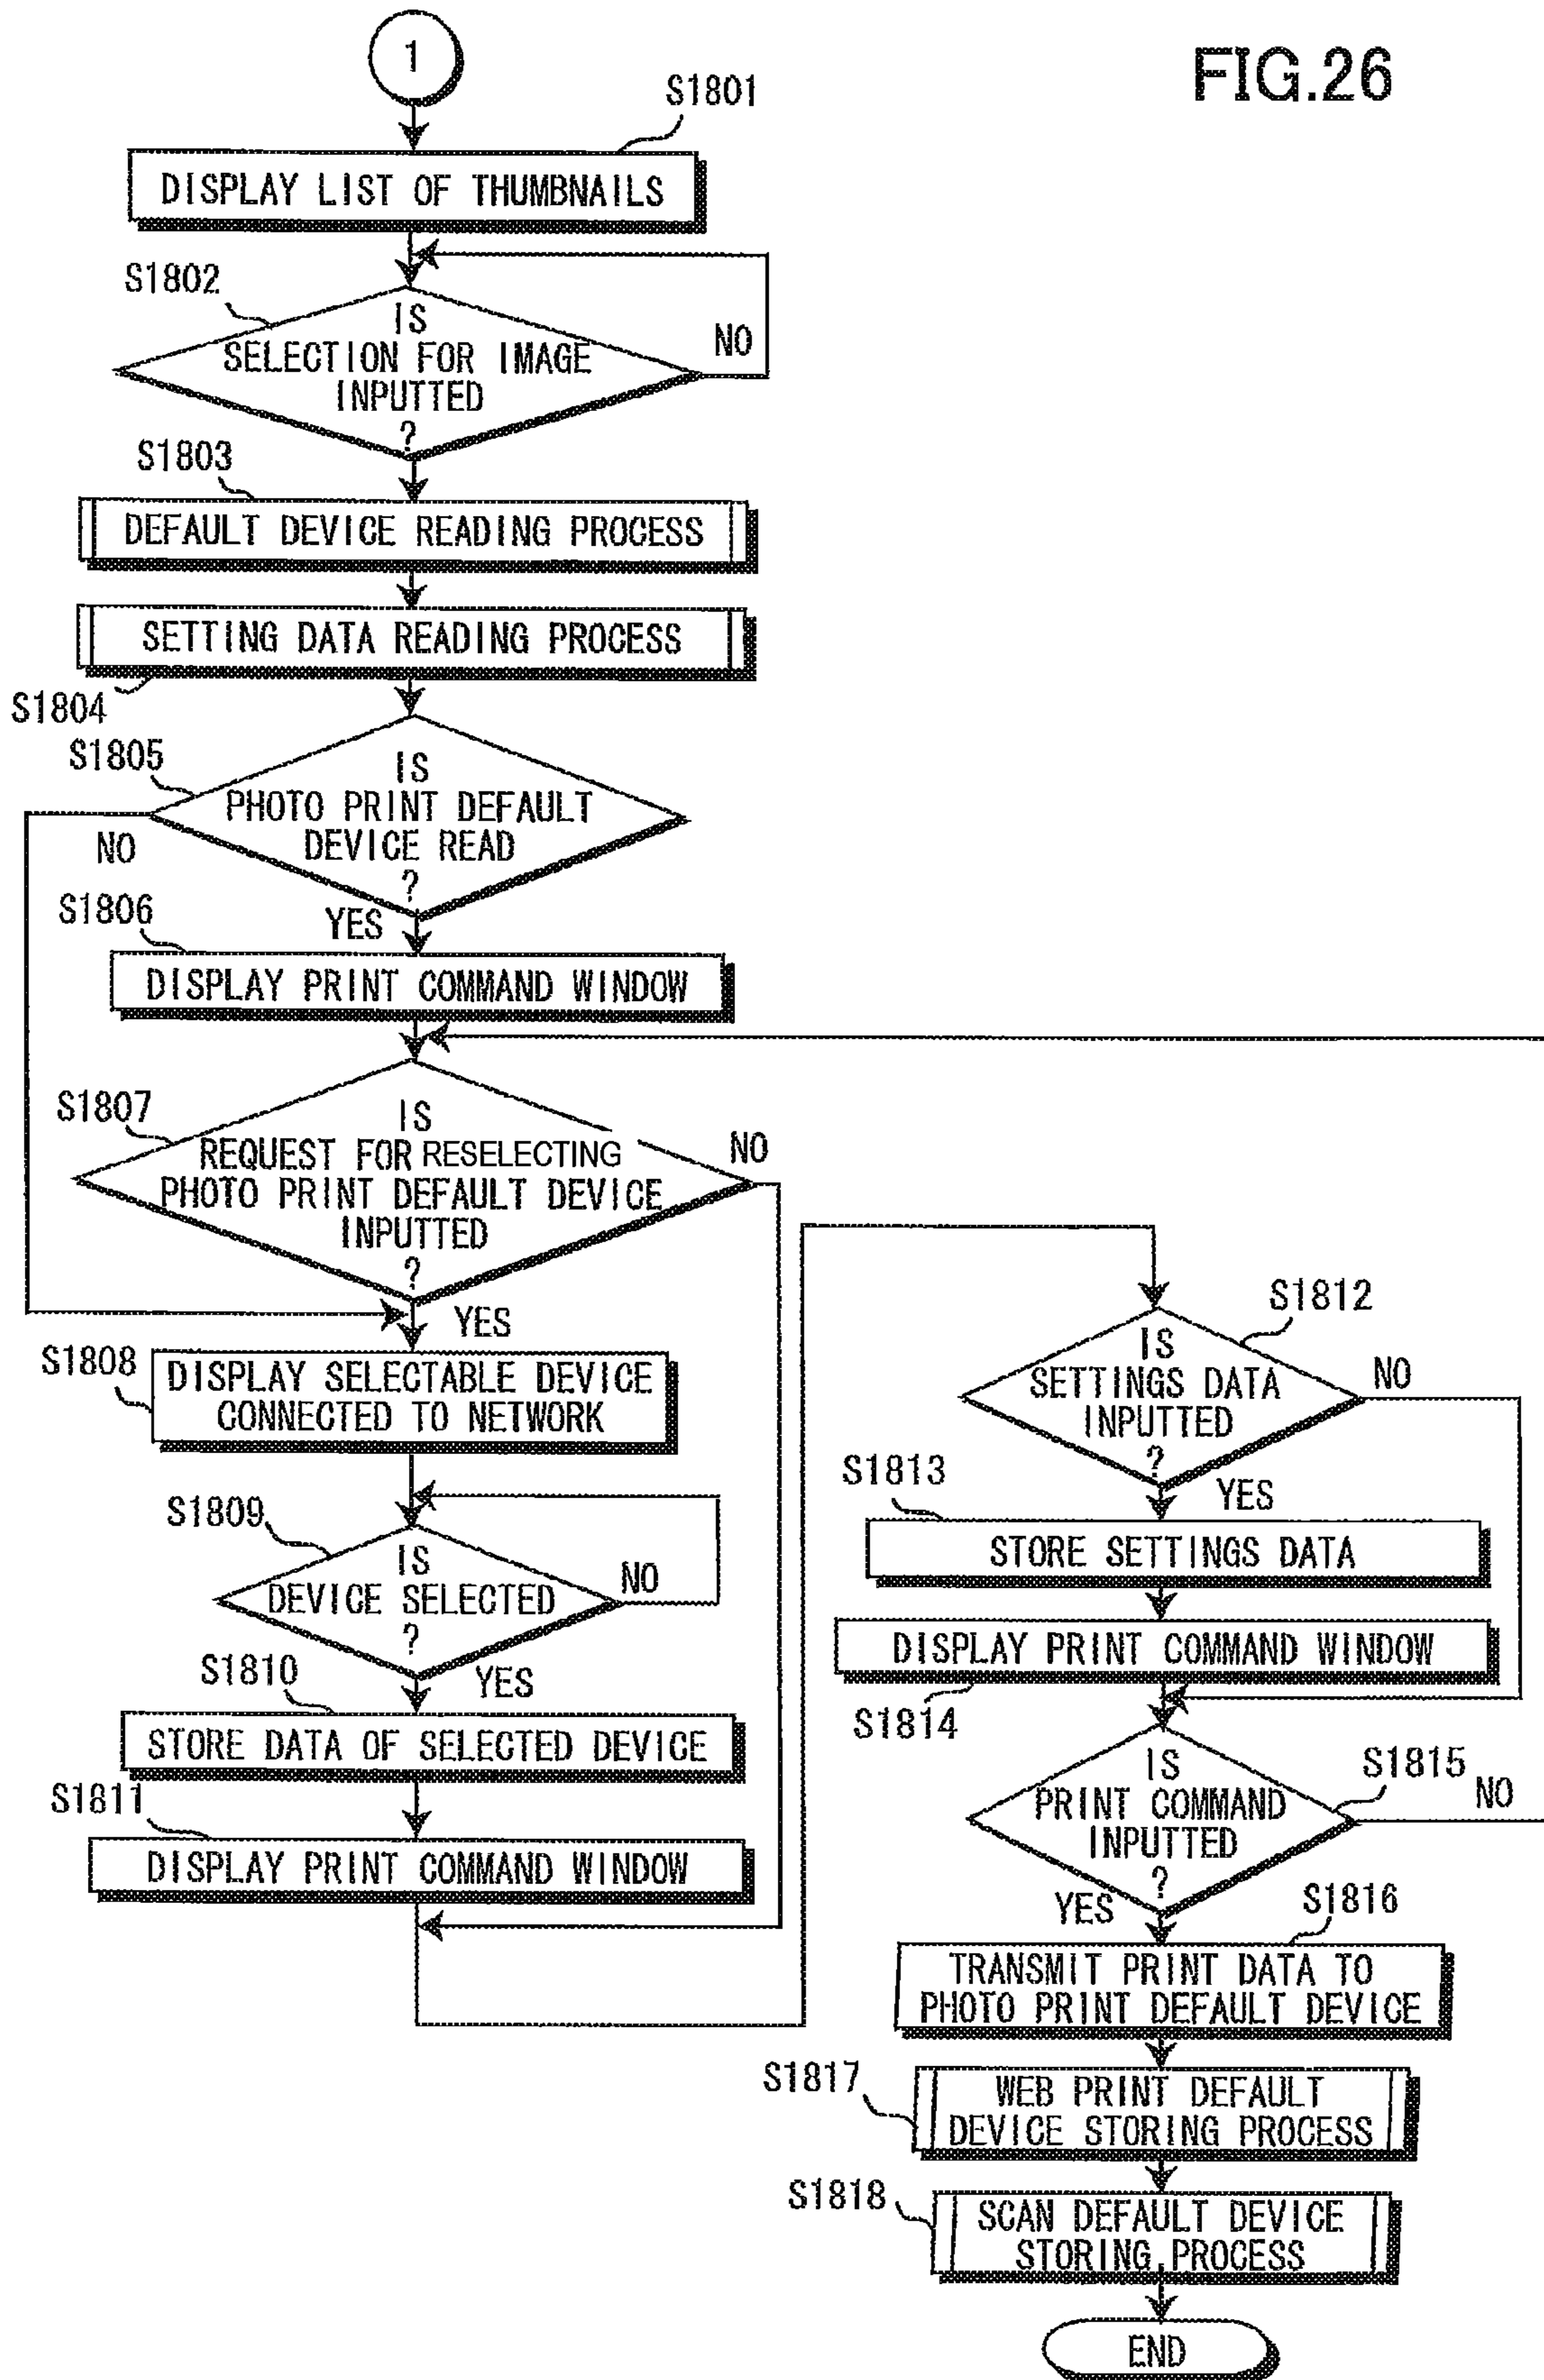 FIG.26
1
S1801
DISPLAY LIST OF THUMBNAILS
S1802
IS
SELECTION FOR IMAGE
INPUTTED
?
NO
S1803
DEFAULT DEVICE READING PROCESS
SETTING DATA READING PROCESS
S1804
S1805
IS
PHOTO PRINT DEFAULT
DEVICE READ
?
NO
YES
S1806
DISPLAY PRINT COMMAND WINDOW
S1807
IS
REQUEST FOR RESELECTING
PHOTO PRINT DEFAULT DEVICE
INPUTTED
?
NO
YES
S1808
DISPLAY SELECTABLE DEVICE
CONNECTED TO NETWORK
S1809
IS
DEVICE SELECTED
?
NO
YES
S1810
STORE DATA OF SELECTED DEVICE
S1811
DISPLAY PRINT COMMAND WINDOW
S1812
IS
SETTINGS DATA
INPUTTED
?
NO
YES
S1813
STORE SETTINGS DATA
DISPLAY PRINT COMMAND WINDOW
S1814
IS
PRINT COMMAND
INPUTTED
?
S1815
NO
YES
S1816
TRANSMIT PRINT DATA TO
PHOTO PRINT DEFAULT DEVICE
S1817
WEB PRINT DEFAULT
DEVICE STORING PROCESS
S1818
SCAN DEFAULT DEVICE
STORING PROCESS
END